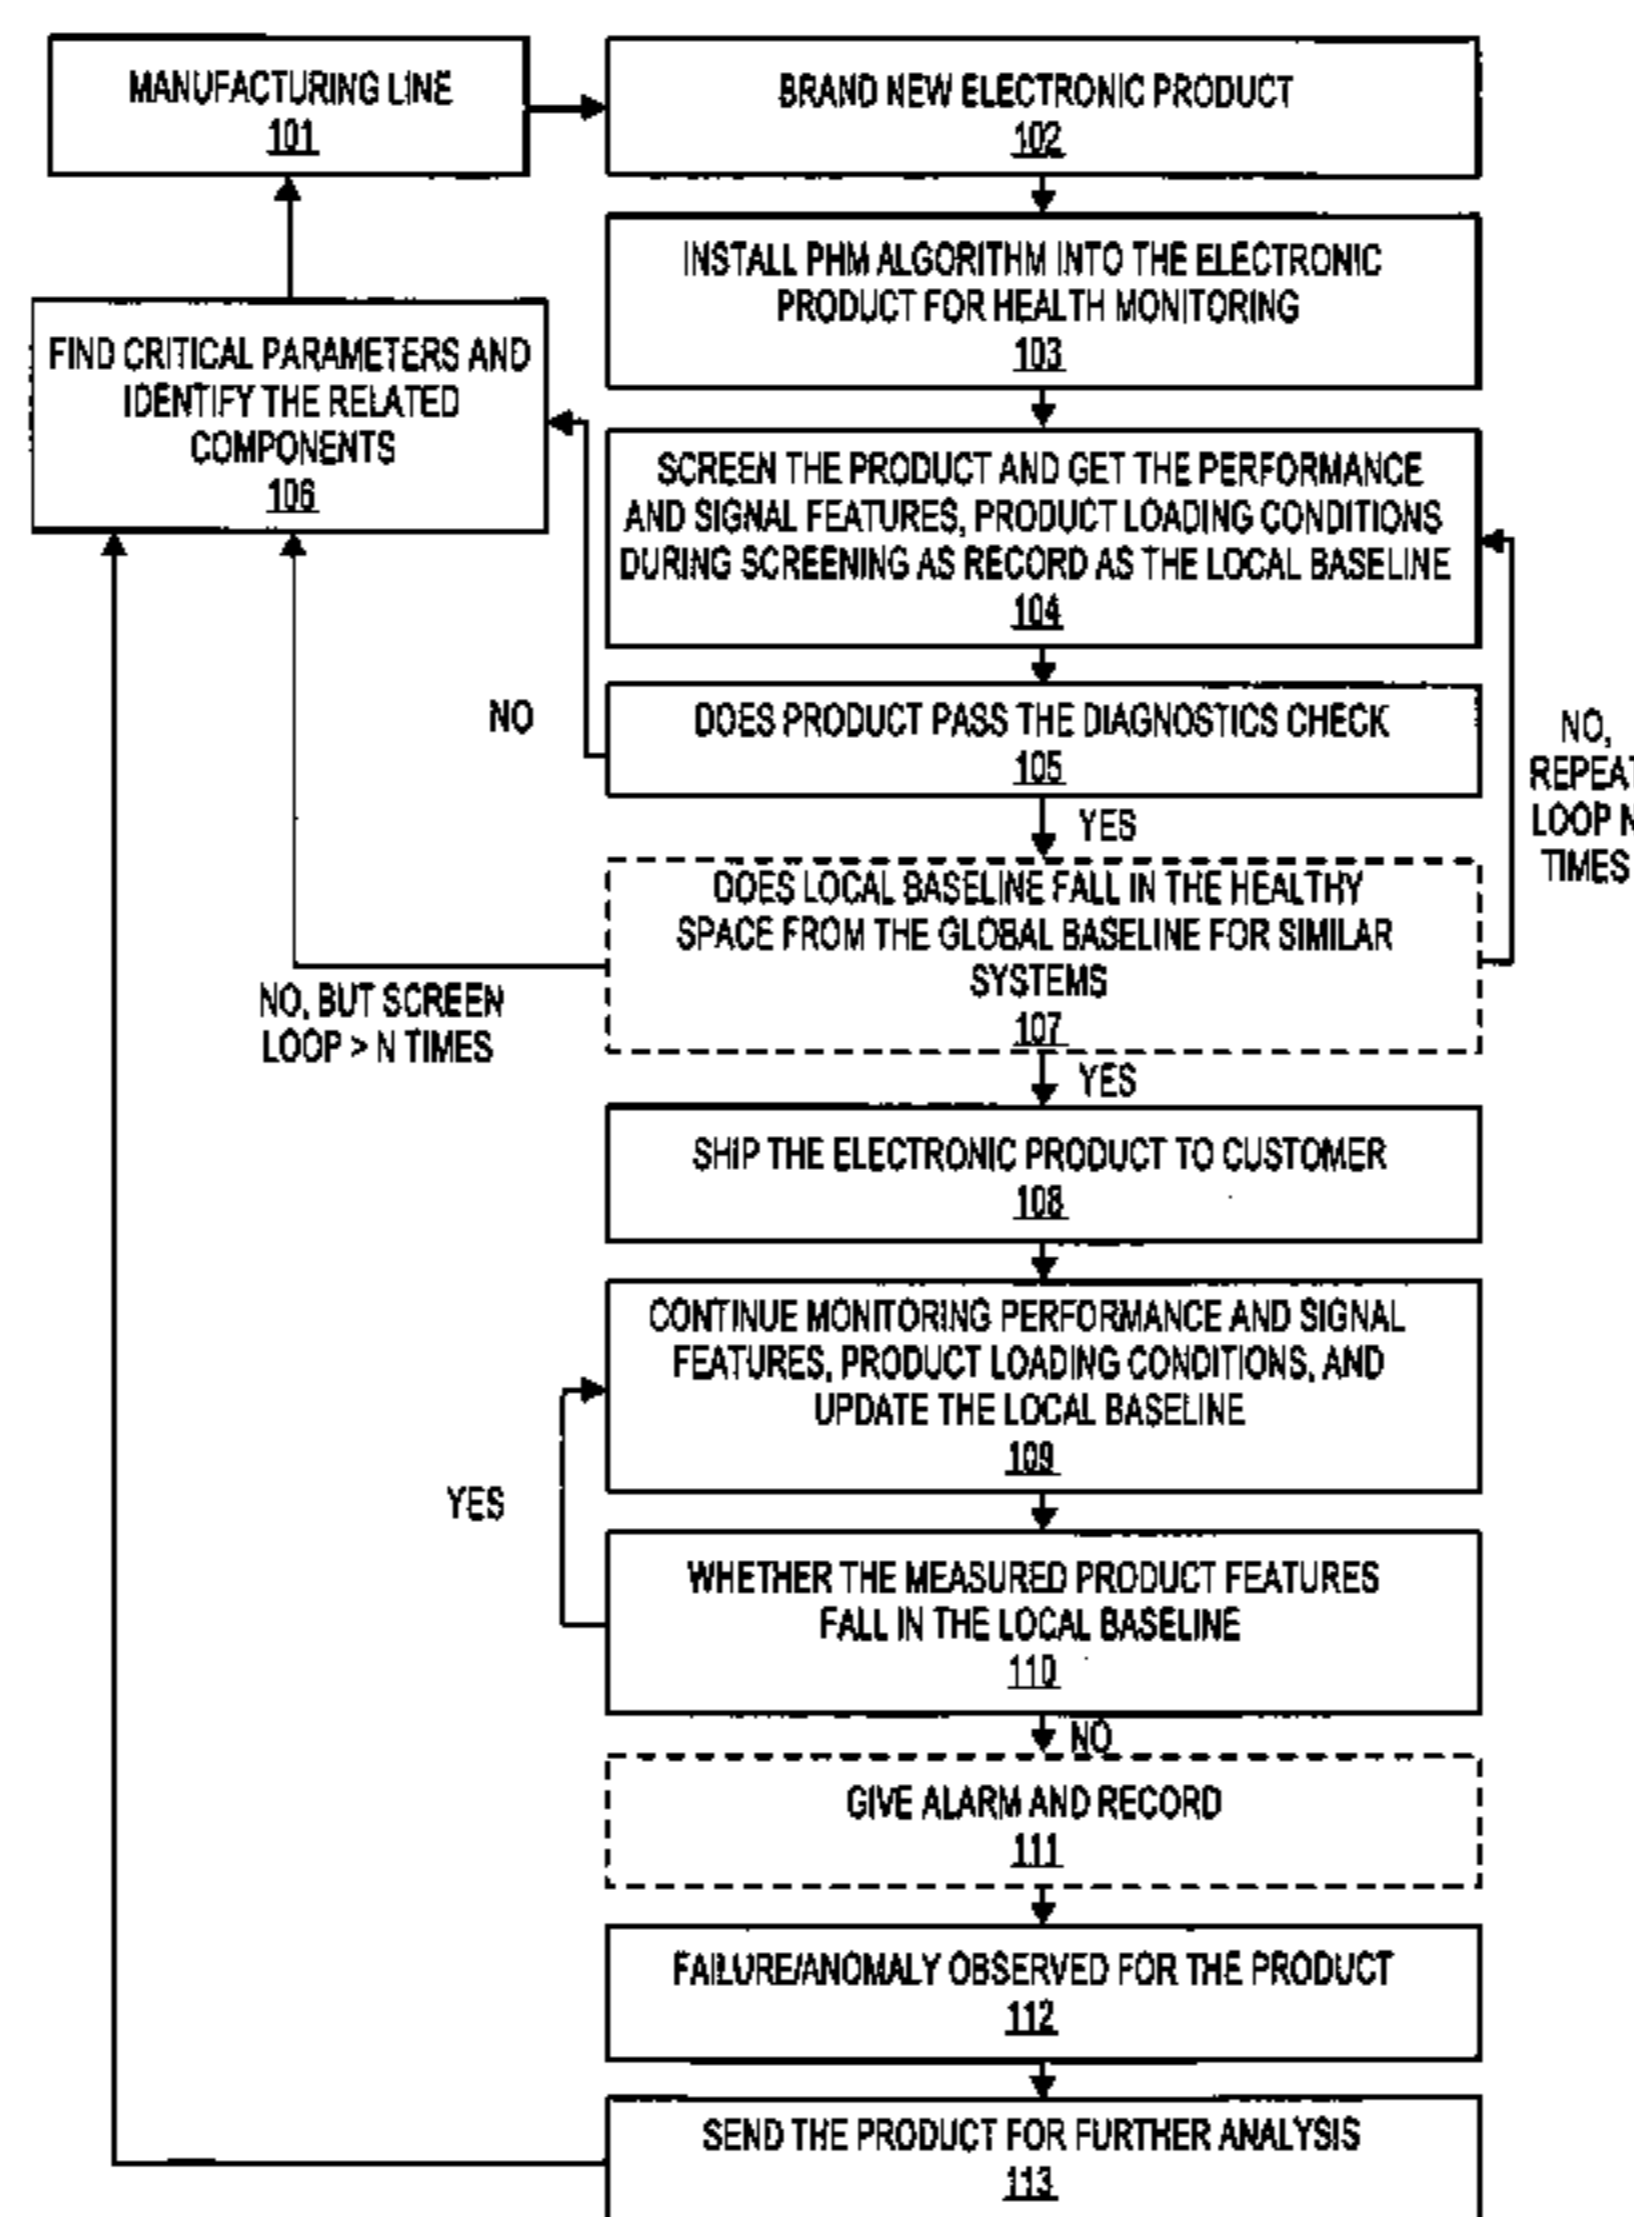 MANUFACTURING LINE
101
BRAND NEW ELECTRONIC PRODUCT
102
INSTALL PHM ALGORITHM INTO THE ELECTRONIC
PRODUCT FOR HEALTH MONITORING
103
FIND CRITICAL PARAMETERS AND
IDENTIFY THE RELATED
COMPONENTS
106
SCREEN THE PRODUCT AND GET THE PERFORMANCE
AND SIGNAL FEATURES, PRODUCT LOADING CONDITIONS
DURING SCREENING AS RECORD AS THE LOCAL BASELINE
104
NO
DOES PRODUCT PASS THE DIAGNOSTICS CHECK
105
NO,
REPEAT
LOOP N
TIMES
YES
DOES LOCAL BASELINE FALL IN THE HEALTHY
SPACE FROM THE GLOBAL BASELINE FOR SIMILAR
SYSTEMS
107
NO, BUT SCREEN
LOOP > N TIMES
YES
SHIP THE ELECTRONIC PRODUCT TO CUSTOMER
108
CONTINUE MONITORING PERFORMANCE AND SIGNAL
FEATURES, PRODUCT LOADING CONDITIONS, AND
UPDATE THE LOCAL BASELINE
109
YES
WHETHER THE MEASURED PRODUCT FEATURES
FALL IN THE LOCAL BASELINE
110
NO
GIVE ALARM AND RECORD
111
FAILURE/ANOMALY OBSERVED FOR THE PRODUCT
112
SEND THE PRODUCT FOR FURTHER ANALYSIS
113